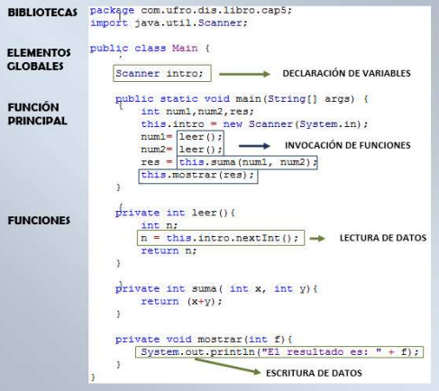 BIBLIOTECAS
package com.ufro.dis.libro.cap5;
import java.util.Scanner;
ELEMENTOS
GLOBALES
public class Main {
Scanner intro;
DECLARACIÓN DE VARIABLES
FUNCIÓN
PRINCIPAL
public static void main(String[] args) {
int num1,num2,res;
this.intro = new Scanner(System.in);
num1= leer();
num2= leer();
INVOCACIÓN DE FUNCIONES
res = this.suma(num1, num2);
this.mostrar(res);
}
FUNCIONES
private int leer(){
int n;
n = this.intro.nextInt();
LECTURA DE DATOS
return n;
}
private int suma( int x, int y){
return (x+y);
}
private void mostrar(int f){
System.out.println("El resultado es: " + f);
}
ESCRITURA DE DATOS
}